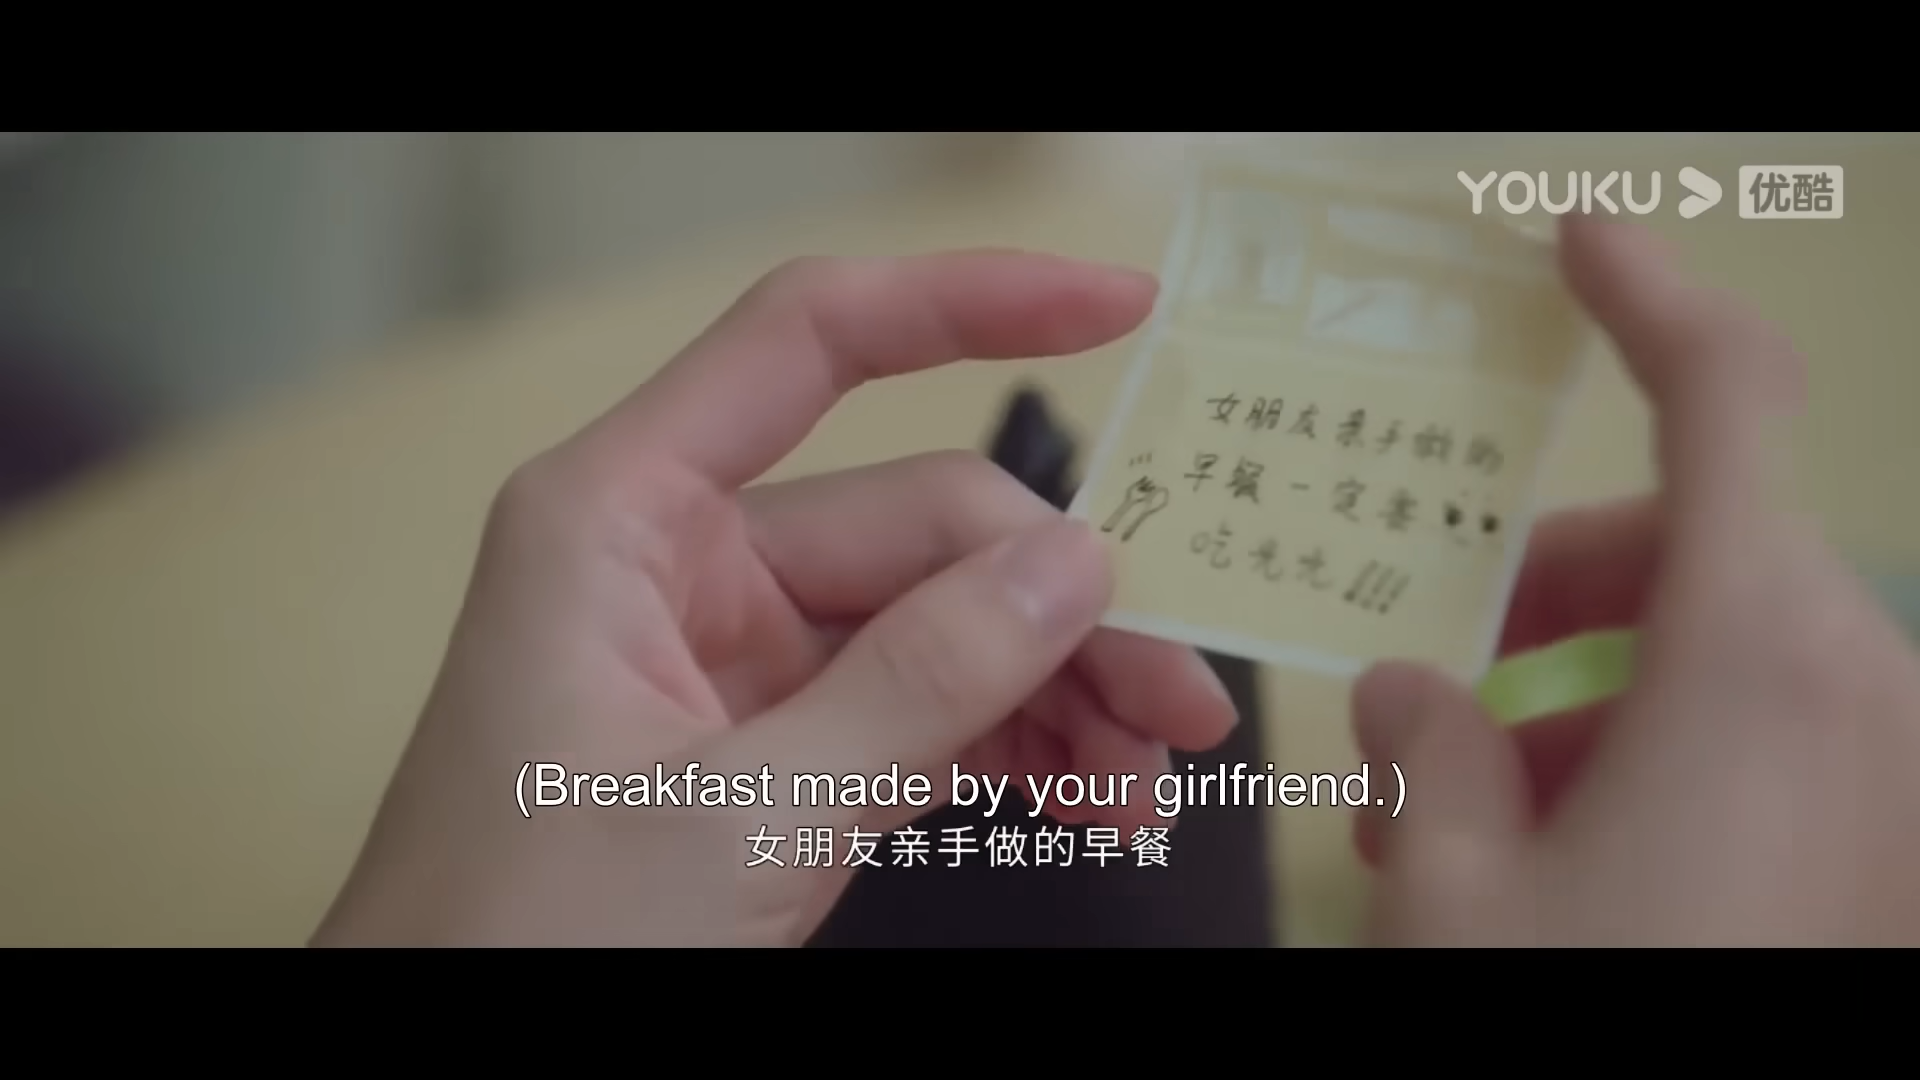 YOUKU 优酷
女朋友亲手做的
早餐一定要
吃光光!!!
(Breakfast made by your girlfriend.)
女朋友亲手做的早餐